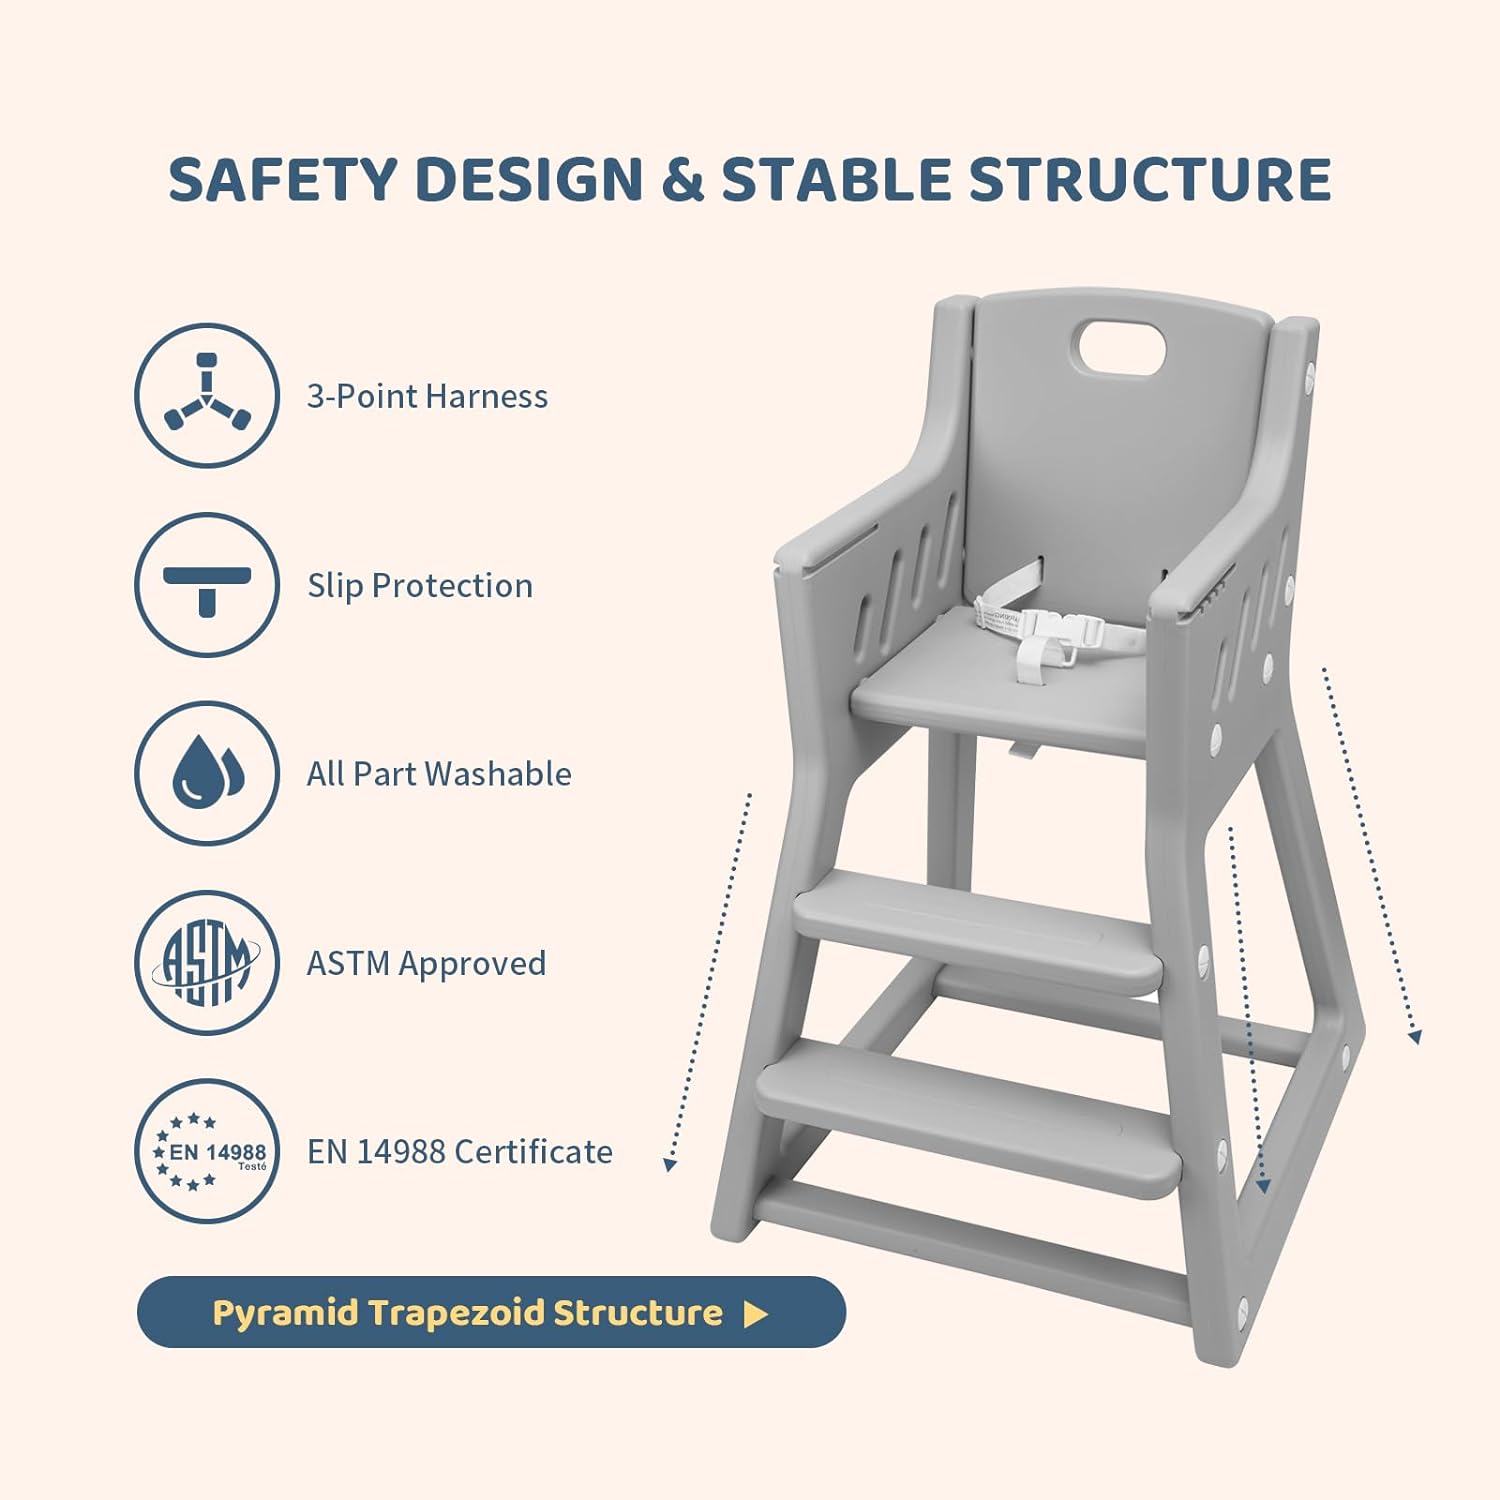 SAFETY DESIGN & STABLE STRUCTURE
3-Point Harness
Slip Protection
All Part Washable
ASTM
ASTM Approved
EN 14988
Testé
EN 14988 Certificate
Pyramid Trapezoid Structure